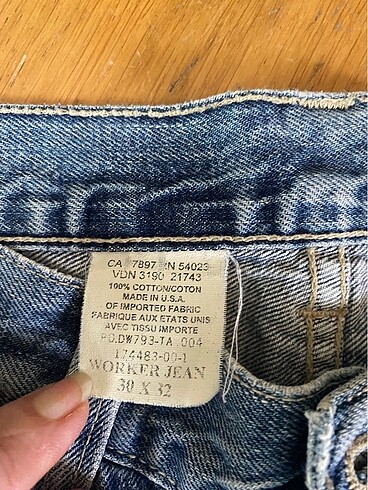 CA 7897 RN 54023
VDN 3190 21743
100% COTTON/COTON
MADE IN U.S.A.
OF IMPORTED FABRIC
FABRIQUE AUX ETATS UNIS
AVEC TISSU IMPORTE
PO.DW793-TA 004
174483-00-1
WORKER JEAN
30 X 32